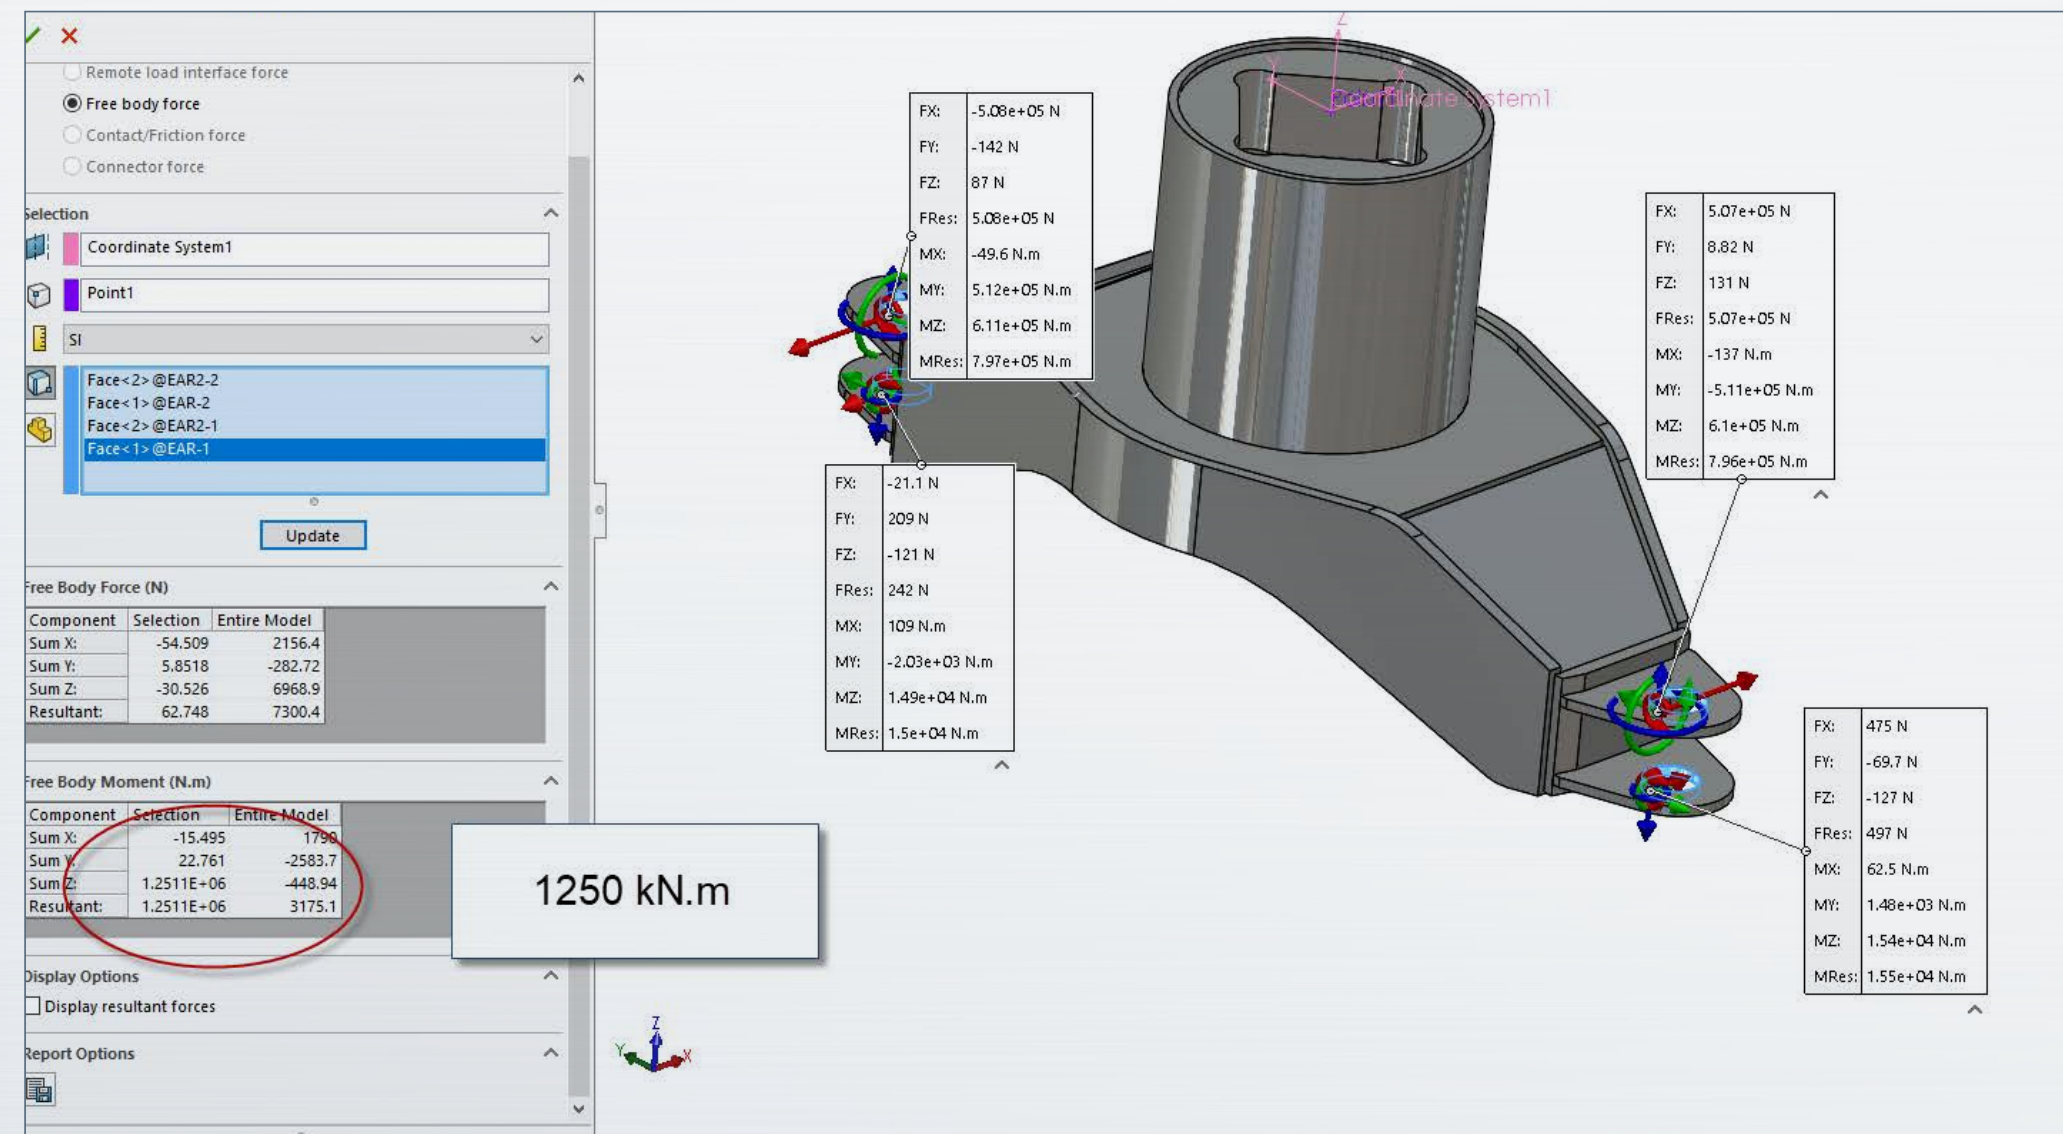 Remote load interface force
Free body force
Contact/Friction force
Connector force
Selection
Coordinate System1
Point1
SI
Face<2>@EAR2-2
Face<1>@EAR-2
Face<2>@EAR2-1
Face<1>@EAR-1
Update
Free Body Force (N)
Component Selection Entire Model
Sum X: -54.509 2156.4
Sum Y: 5.8518 -282.72
Sum Z: -30.526 6968.9
Resultant: 62.748 7300.4
Free Body Moment (N.m)
Component Selection Entire Model
Sum X: -15.495 1790
Sum Y: 22.761 -2583.7
Sum Z: 1.2511E+06 -448.94
Resultant: 1.2511E+06 3175.1
1250 kN.m
Display Options
Display resultant forces
Report Options
FX: -5.08e+05 N
FY: -142 N
FZ: 87 N
FRes: 5.08e+05 N
MX: -49.6 N.m
MY: 5.12e+05 N.m
MZ: 6.11e+05 N.m
MRes: 7.97e+05 N.m
FX: -21.1 N
FY: 209 N
FZ: -121 N
FRes: 242 N
MX: 109 N.m
MY: -2.03e+03 N.m
MZ: 1.49e+04 N.m
MRes: 1.5e+04 N.m
Z
Y X
Coordinate System1
FX: 5.07e+05 N
FY: 8.82 N
FZ: 131 N
FRes: 5.07e+05 N
MX: -137 N.m
MY: -5.11e+05 N.m
MZ: 6.1e+05 N.m
MRes: 7.96e+05 N.m
FX: 475 N
FY: -69.7 N
FZ: -127 N
FRes: 497 N
MX: 62.5 N.m
MY: 1.48e+03 N.m
MZ: 1.54e+04 N.m
MRes: 1.55e+04 N.m
Z
Y X